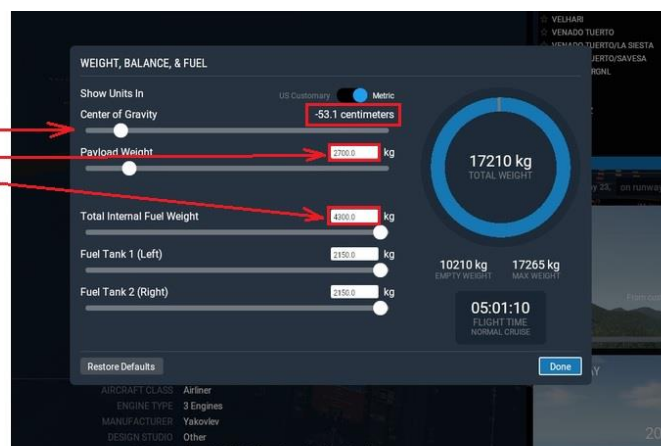 VELHARI
VENADO TUERTO
VENADO TUERTO/LA SIESTA
WEIGHT, BALANCE, & FUEL
Show Units In
US Customary
Metric
Center of Gravity
-53.1 centimeters
Payload Weight
2700.0 kg
17210 kg
TOTAL WEIGHT
on runway
Total Internal Fuel Weight
4300.0 kg
Fuel Tank 1 (Left)
2150.0 kg
10210 kg
EMPTY WEIGHT
17265 kg
MAX WEIGHT
Fuel Tank 2 (Right)
2150.0 kg
05:01:10
FLIGHT TIME
NORMAL CRUISE
Restore Defaults
Done
AIRCRAFT CLASS Airliner
ENGINE TYPE 3 Engines
MANUFACTURER Yakovlev
DESIGN STUDIO Other